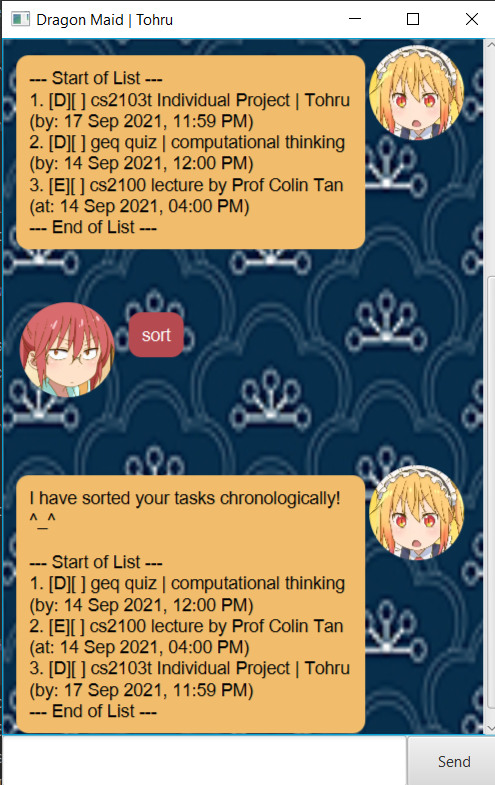 Dragon Maid | Tohru
--- Start of List ---
1. [D][ ] cs2103t Individual Project | Tohru
(by: 17 Sep 2021, 11:59 PM)
2. [D][ ] geq quiz | computational thinking
(by: 14 Sep 2021, 12:00 PM)
3. [E][ ] cs2100 lecture by Prof Colin Tan
(at: 14 Sep 2021, 04:00 PM)
--- End of List ---
sort
I have sorted your tasks chronologically!
^_^
--- Start of List ---
1. [D][ ] geq quiz | computational thinking
(by: 14 Sep 2021, 12:00 PM)
2. [E][ ] cs2100 lecture by Prof Colin Tan
(at: 14 Sep 2021, 04:00 PM)
3. [D][ ] cs2103t Individual Project | Tohru
(by: 17 Sep 2021, 11:59 PM)
--- End of List ---
Send